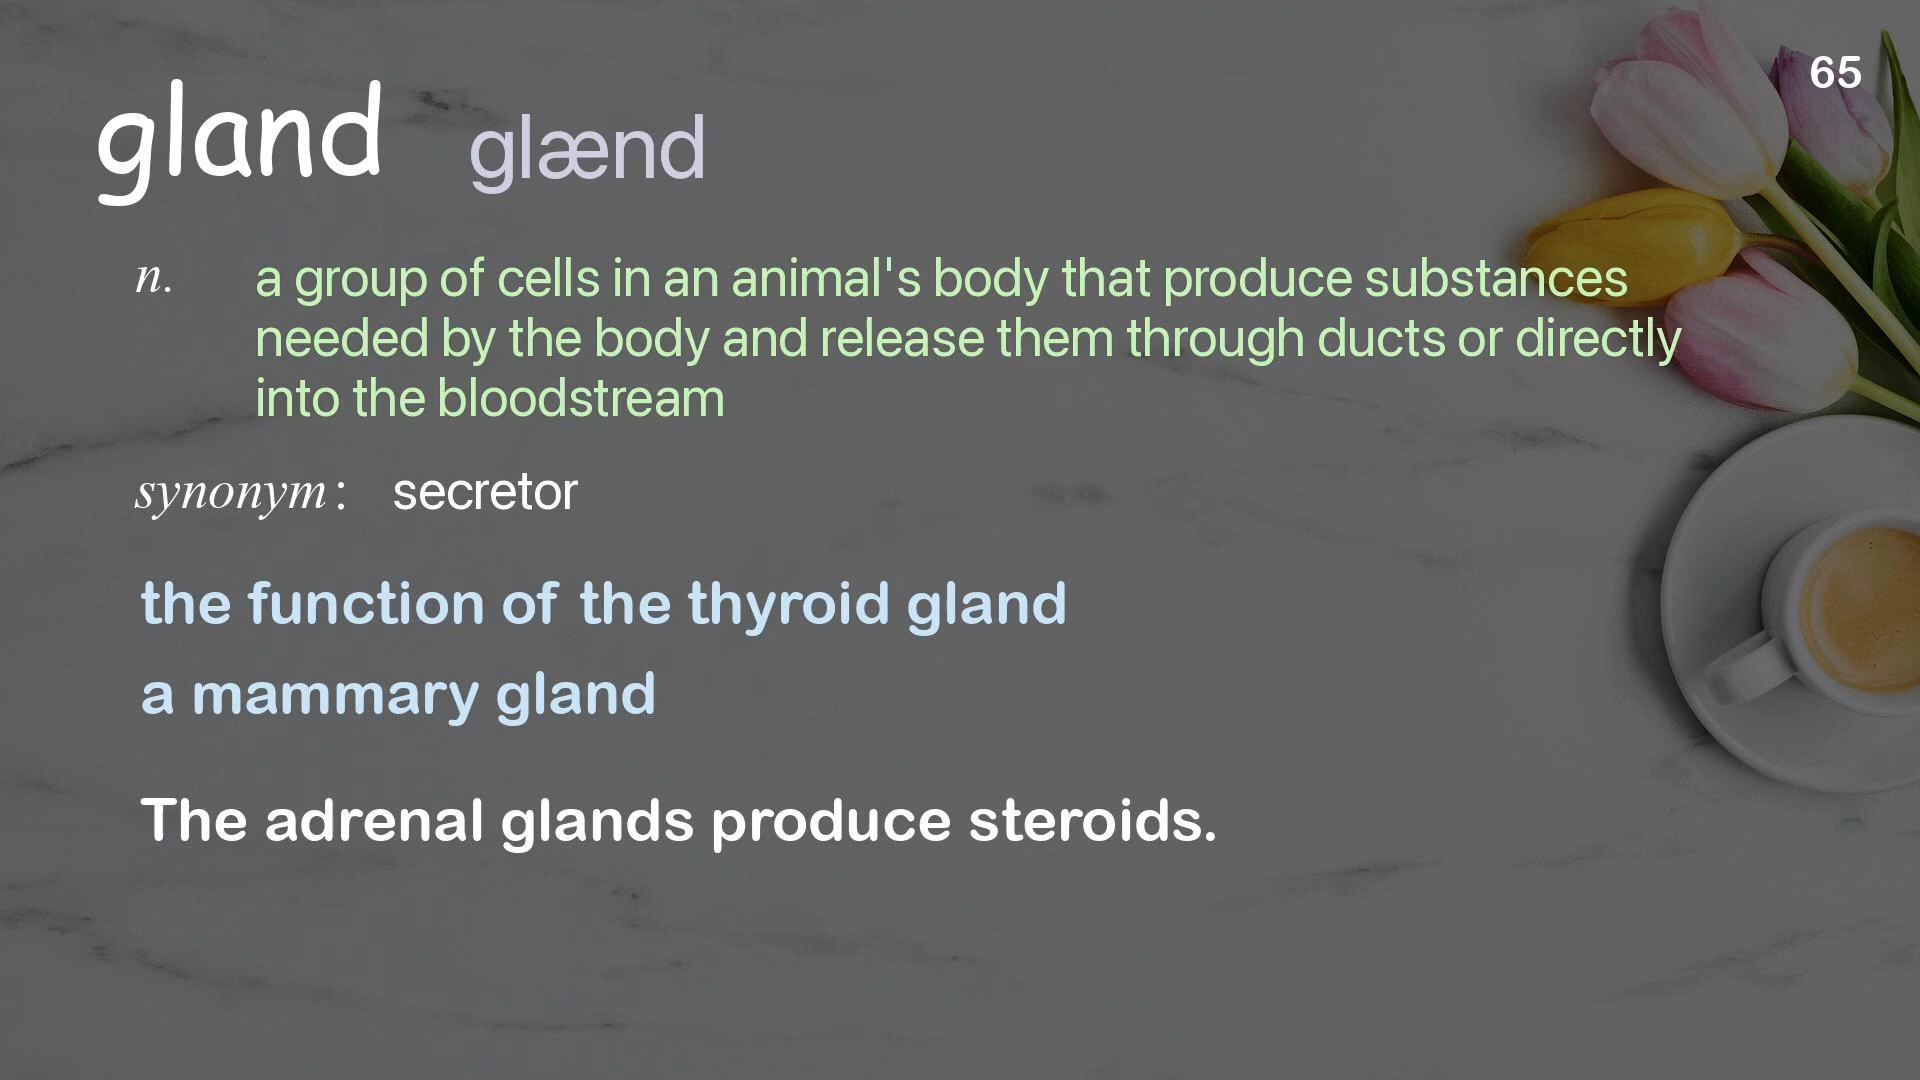 65
gland glænd
n. a group of cells in an animal's body that produce substances
needed by the body and release them through ducts or directly
into the bloodstream
synonym: secretor
the function of the thyroid gland
a mammary gland
The adrenal glands produce steroids.